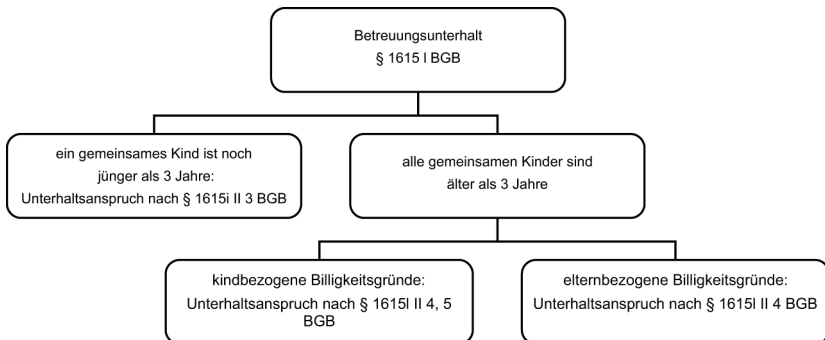 Betreuungsunterhalt
§ 1615 l BGB
ein gemeinsames Kind ist noch
jünger als 3 Jahre:
Unterhaltsanspruch nach § 1615i II 3 BGB
alle gemeinsamen Kinder sind
älter als 3 Jahre
kindbezogene Billigkeitsgründe:
Unterhaltsanspruch nach § 1615l II 4, 5
BGB
elternbezogene Billigkeitsgründe:
Unterhaltsanspruch nach § 1615l II 4 BGB